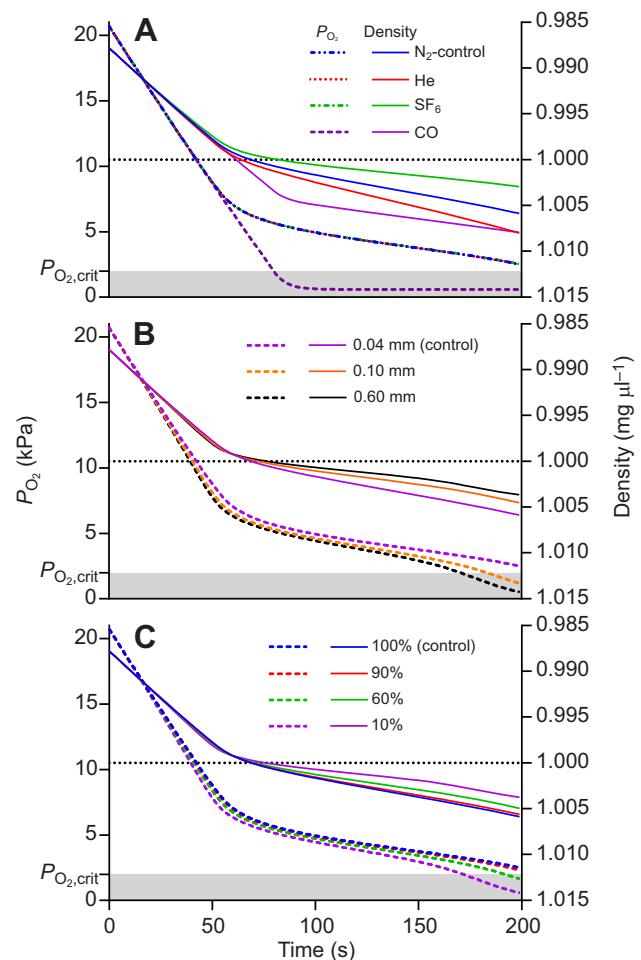 A
P_O₂ Density
N₂-control
He
SF₆
CO
20
15
10
5
P_O₂,crit
0
0.985
0.990
0.995
1.000
1.005
1.010
1.015
B
0.04 mm (control)
0.10 mm
0.60 mm
20
15
10
5
P_O₂,crit
0
0.985
0.990
0.995
1.000
1.005
1.010
1.015
P_O₂ (kPa)
Density (mg μl⁻¹)
C
100% (control)
90%
60%
10%
20
15
10
5
P_O₂,crit
0
0.985
0.990
0.995
1.000
1.005
1.010
1.015
0 50 100 150 200
Time (s)